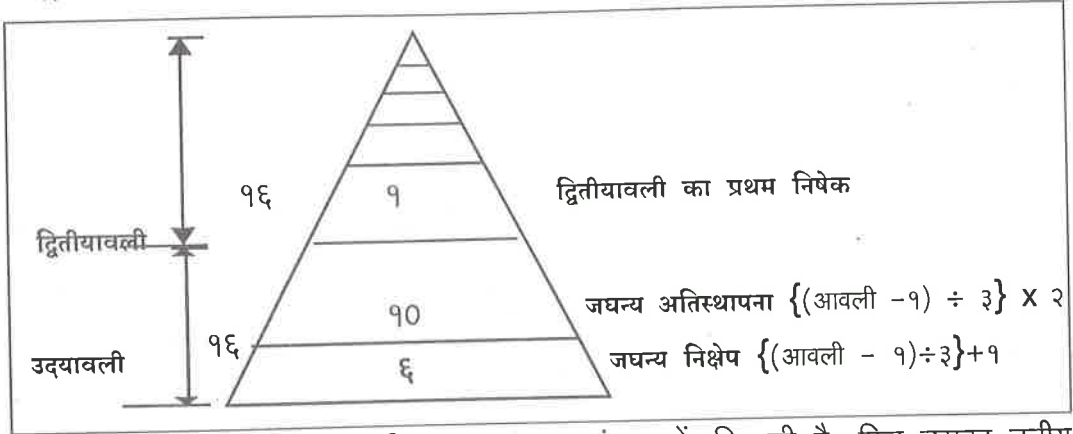 १६
१
द्वितीयावली का प्रथम निषेक
द्वितीयावली
१०
जघन्य अतिस्थापना {(आवली -१) ÷ ३} X २
१६
उदयावली
६
जघन्य निक्षेप {(आवली - १)÷३}+१